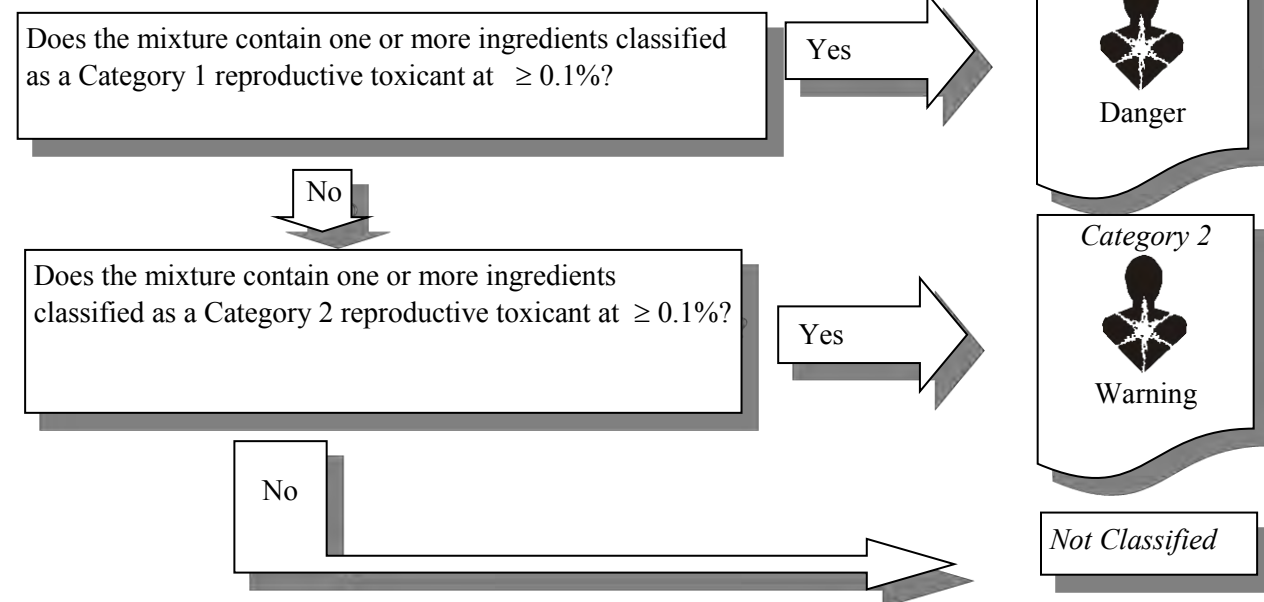 Does the mixture contain one or more ingredients classified
as a Category 1 reproductive toxicant at ≥ 0.1%?
Yes
Danger
No
Does the mixture contain one or more ingredients
classified as a Category 2 reproductive toxicant at ≥ 0.1%?
Yes
Category 2
Warning
No
Not Classified